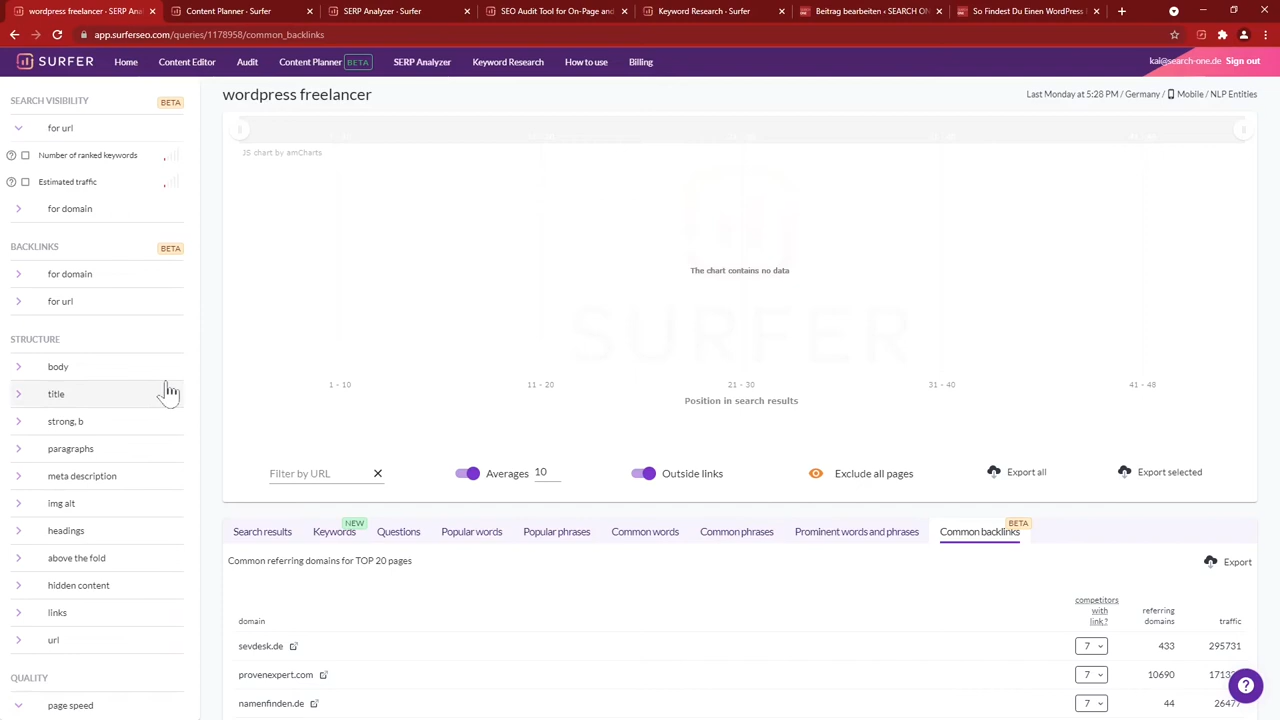 1. SERP Analyzer - Surfer
Content Planner - Surfer
SERP Analyzer - Surfer
SEO Audit Tool for On-Page and
Keyword Research - Surfer
Beitrag bearbeiten ‹ SEARCH ON
So Findest Du Einen WordPress
app.surferseo.com/queries/1178958/common_backlinks
SURFER
Home
Content Editor
Audit
Content Planner BETA
SERP Analyzer
Keyword Research
How to use
Billing
kai@search-one.de Sign out
SEARCH VISIBILITY BETA
for url
Number of ranked keywords
Estimated traffic
for domain
BACKLINKS BETA
for domain
for url
STRUCTURE
body
title
strong, b
paragraphs
meta description
img alt
headings
above the fold
hidden content
links
url
QUALITY
page speed
wordpress freelancer
Last Monday at 5:28 PM / Germany / Mobile / NLP Entities
JS chart by amCharts
The chart contains no data
SURFER
1 - 10
11 - 20
21 - 30
31 - 40
41 - 48
Position in search results
Filter by URL
Averages 10
Outside links
Exclude all pages
Export all
Export selected
Search results
Keywords NEW
Questions
Popular words
Popular phrases
Common words
Common phrases
Prominent words and phrases
Common backlinks BETA
Common referring domains for TOP 20 pages
Export
domain
competitors with link ?
referring domains
traffic
sevdesk.de 7 433 295731
provenexpert.com 7 10690
namenfinden.de 7 44 26477